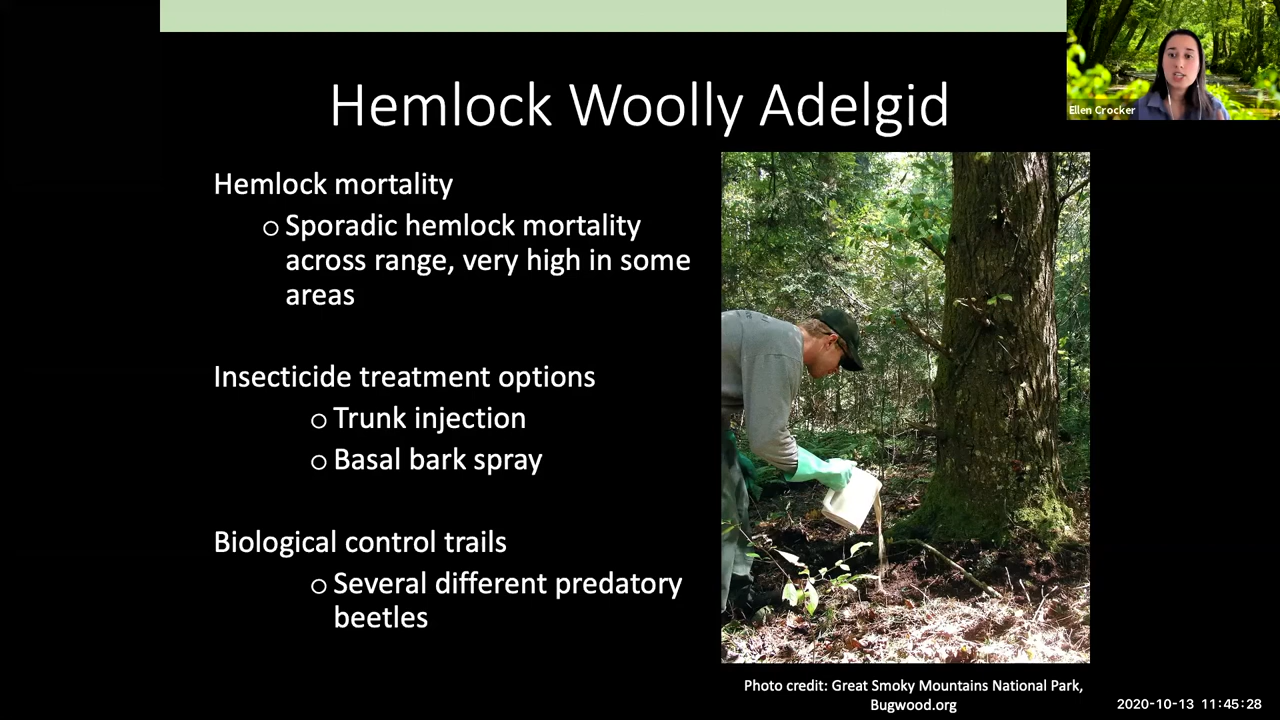 Ellen Crocker
Hemlock Woolly Adelgid
Hemlock mortality
o Sporadic hemlock mortality
across range, very high in some
areas
Insecticide treatment options
o Trunk injection
o Basal bark spray
Biological control trails
o Several different predatory
beetles
Photo credit: Great Smoky Mountains National Park,
Bugwood.org
2020-10-13 11:45:28